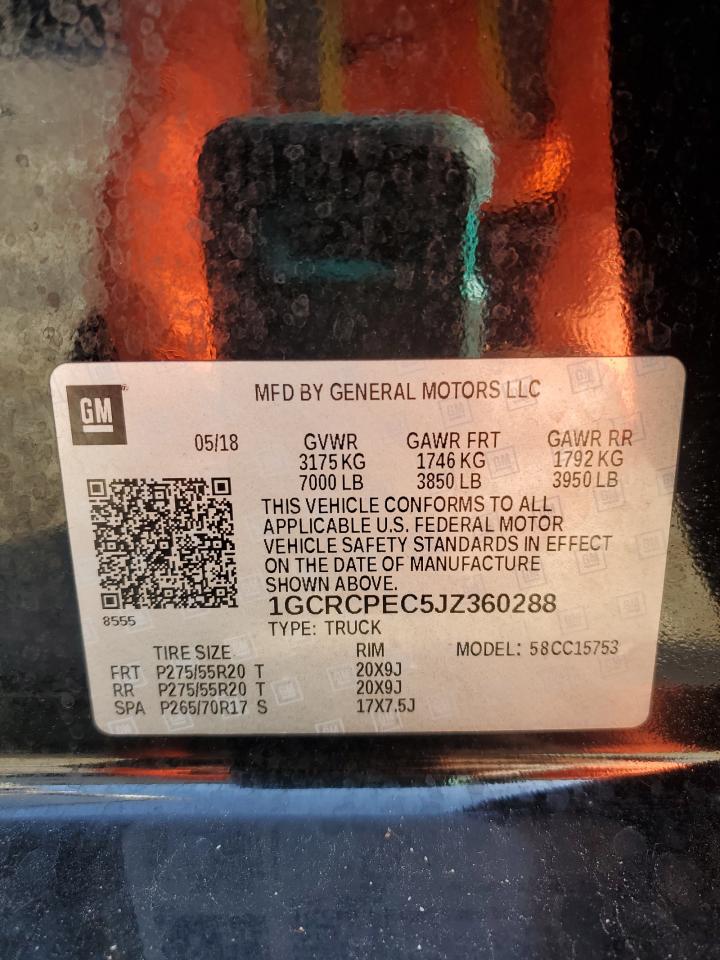 GM
MFD BY GENERAL MOTORS LLC
05/18 GVWR GAWR FRT GAWR RR
3175 KG 1746 KG 1792 KG
7000 LB 3850 LB 3950 LB
THIS VEHICLE CONFORMS TO ALL
APPLICABLE U.S. FEDERAL MOTOR
VEHICLE SAFETY STANDARDS IN EFFECT
ON THE DATE OF MANUFACTURE
SHOWN ABOVE.
8555
1GCRCPEC5JZ360288
TYPE: TRUCK
TIRE SIZE RIM MODEL: 58CC15753
FRT P275/55R20 T 20X9J
RR P275/55R20 T 20X9J
SPA P265/70R17 S 17X7.5J